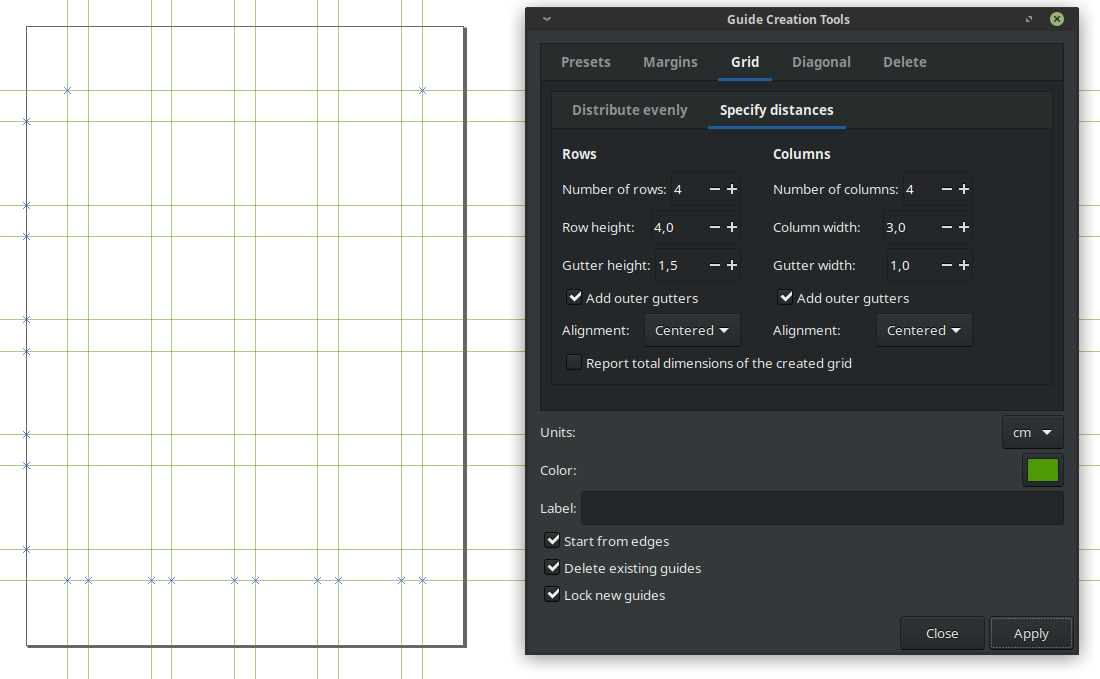 Guide Creation Tools
Presets Margins Grid Diagonal Delete
Distribute evenly Specify distances
Rows Columns
Number of rows: 4 Number of columns: 4
Row height: 4,0 Column width: 3,0
Gutter height: 1,5 Gutter width: 1,0
Add outer gutters Add outer gutters
Alignment: Centered Alignment: Centered
Report total dimensions of the created grid
Units: cm
Color:
Label:
Start from edges
Delete existing guides
Lock new guides
Close Apply